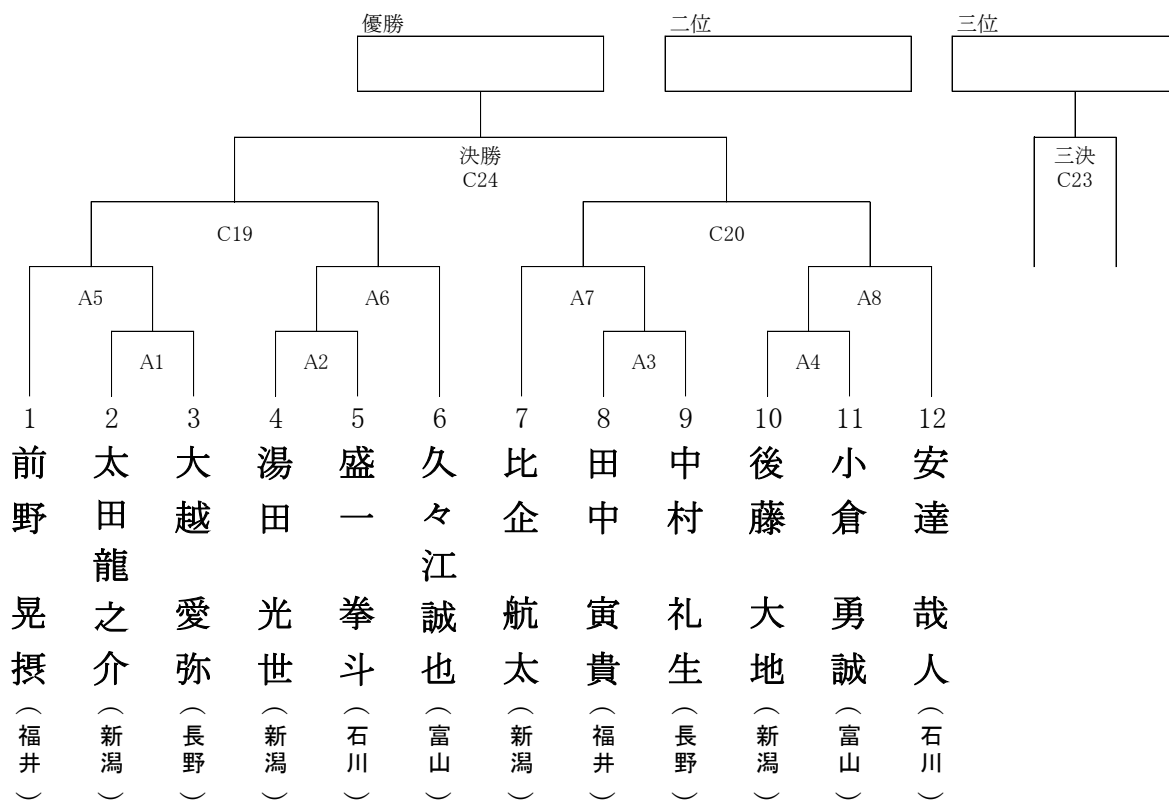 優勝
二位
三位
決勝
C24
三決
C23
C19
C20
A5
A6
A7
A8
A1
A2
A3
A4
1
前野 晃摂
（福井）
2
太田龍之介
（新潟）
3
大越 愛弥
（長野）
4
湯田 光世
（新潟）
5
盛一 拳斗
（石川）
6
久々江誠也
（富山）
7
比企 航太
（新潟）
8
田中 寅貴
（福井）
9
中村 礼生
（長野）
10
後藤 大地
（新潟）
11
小倉 勇誠
（富山）
12
安達 哉人
（石川）